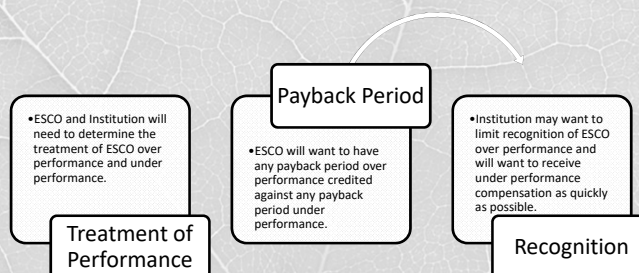 •ESCO and Institution will
need to determine the
treatment of ESCO over
performance and under
performance.
Treatment of
Performance
Payback Period
•ESCO will want to have
any payback period over
performance credited
against any payback
period under
performance.
•Institution may want to
limit recognition of ESCO
over performance and
will want to receive
under performance
compensation as quickly
as possible.
Recognition